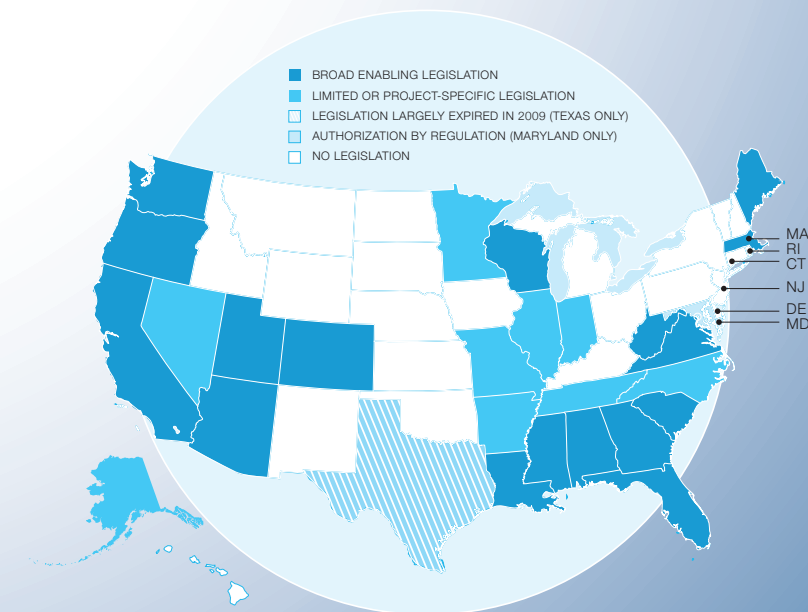 BROAD ENABLING LEGISLATION
LIMITED OR PROJECT-SPECIFIC LEGISLATION
LEGISLATION LARGELY EXPIRED IN 2009 (TEXAS ONLY)
AUTHORIZATION BY REGULATION (MARYLAND ONLY)
NO LEGISLATION
MA
RI
CT
NJ
DE
MD